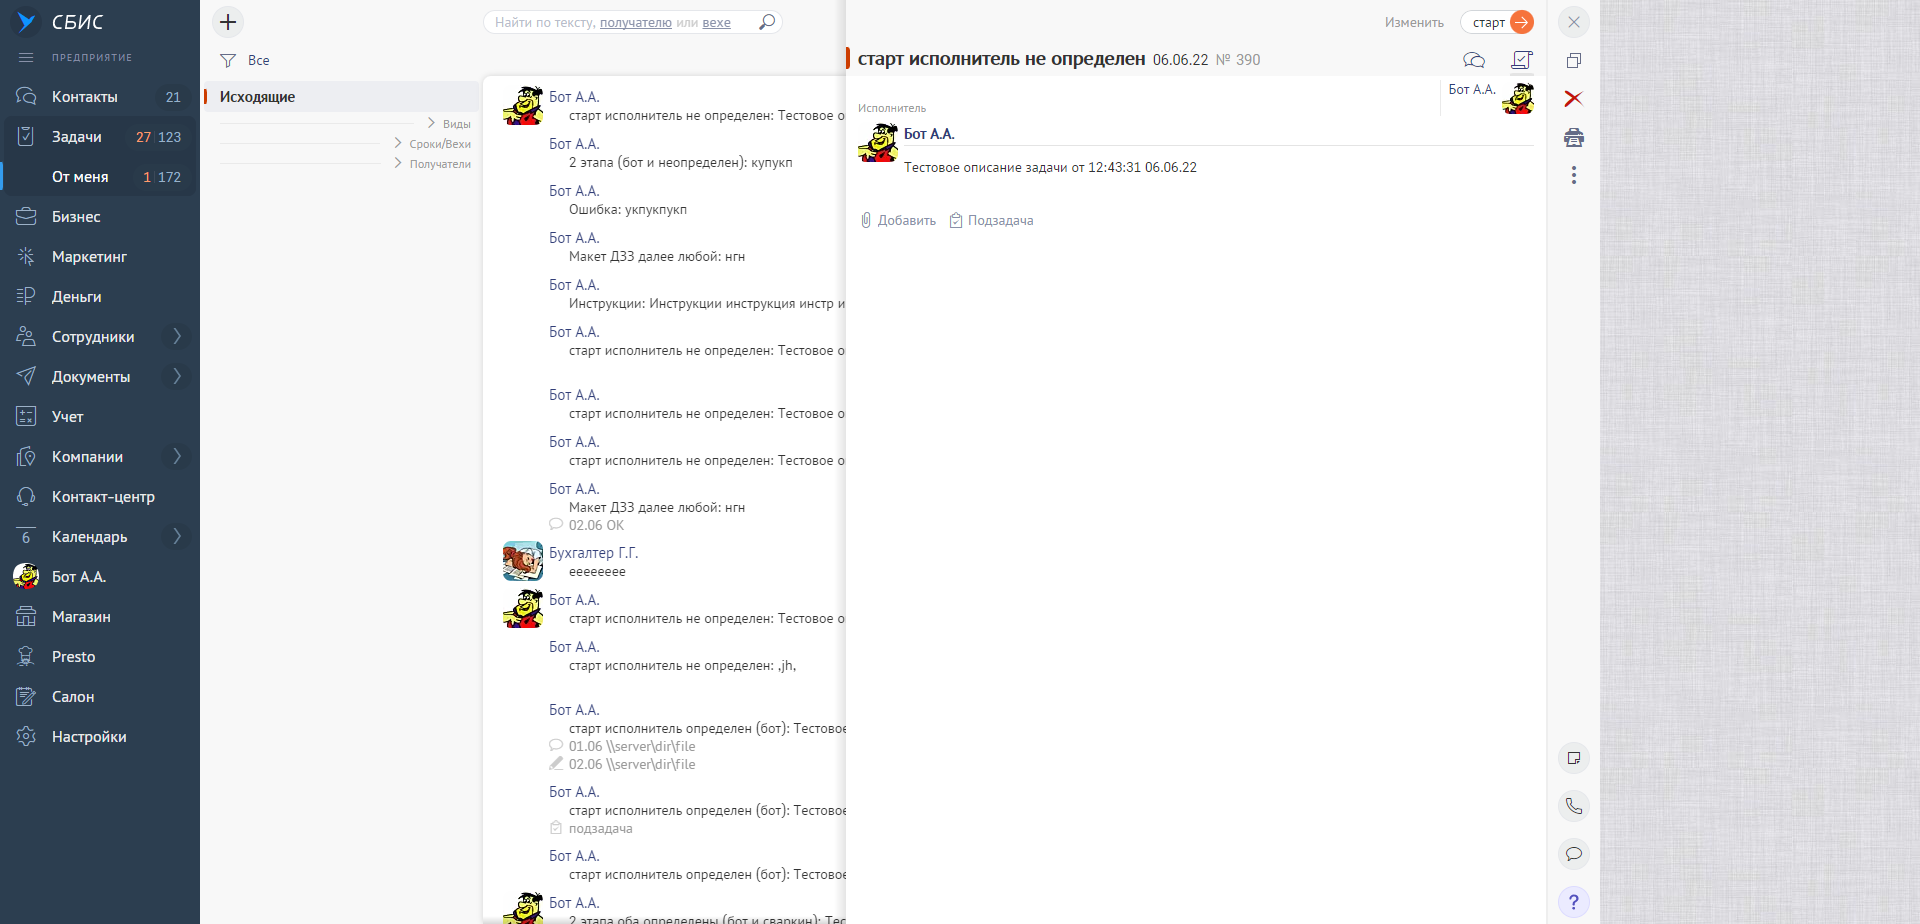 СБИС
ПРЕДПРИЯТИЕ
Контакты 21
Задачи 27 123
От меня 1 172
Бизнес
Маркетинг
Деньги
Сотрудники
Документы
Учет
Компании
Контакт-центр
6 Календарь
Бот А.А.
Магазин
Presto
Салон
Настройки
Найти по тексту, получателю или вехе
Все
Исходящие
Виды
Сроки/Вехи
Получатели
Бот А.А.
старт исполнитель не определен: Тестовое о
Бот А.А.
2 этапа (бот и неопределен): купукп
Бот А.А.
Ошибка: укпукпукп
Бот А.А.
Макет ДЗЗ далее любой: нгн
Бот А.А.
Инструкции: Инструкции инструкция инстр и
Бот А.А.
старт исполнитель не определен: Тестовое о
Бот А.А.
старт исполнитель не определен: Тестовое о
Бот А.А.
старт исполнитель не определен: Тестовое о
Бот А.А.
Макет ДЗЗ далее любой: нгн
02.06 ОК
Бухгалтер Г.Г.
ееееееее
Бот А.А.
старт исполнитель не определен: Тестовое о
Бот А.А.
старт исполнитель не определен: ,jh,
Бот А.А.
старт исполнитель определен (бот): Тестовое
01.06 \\server\dir\file
02.06 \\server\dir\file
Бот А.А.
старт исполнитель определен (бот): Тестовое
подзадача
Бот А.А.
старт исполнитель определен (бот): Тестовое
Бот А.А.
2 этапа оба определены (бот и сваркин): Тес
Изменить старт
старт исполнитель не определен 06.06.22 № 390
Бот А.А.
Исполнитель
Бот А.А.
Тестовое описание задачи от 12:43:31 06.06.22
Добавить Подзадача
?